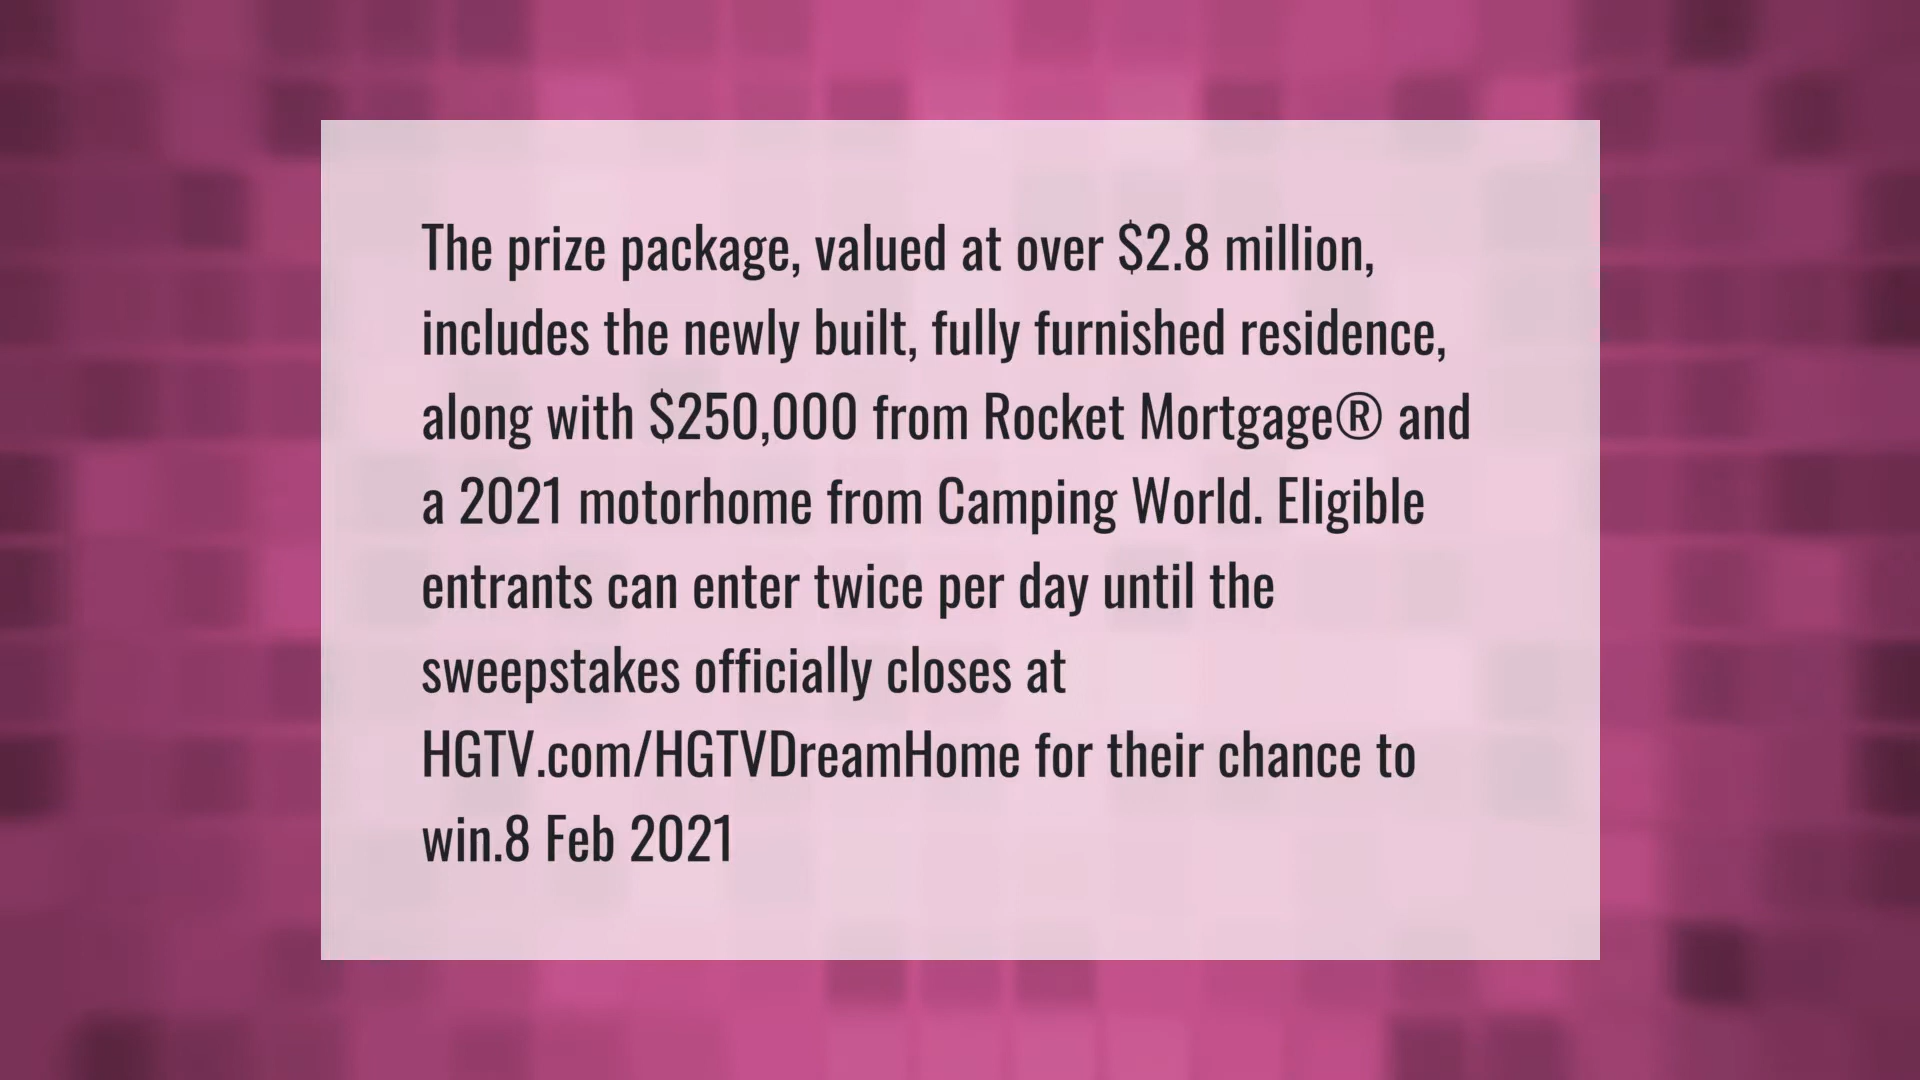 The prize package, valued at over $2.8 million,
includes the newly built, fully furnished residence,
along with $250,000 from Rocket Mortgage® and
a 2021 motorhome from Camping World. Eligible
entrants can enter twice per day until the
sweepstakes officially closes at
HGTV.com/HGTVDreamHome for their chance to
win.8 Feb 2021